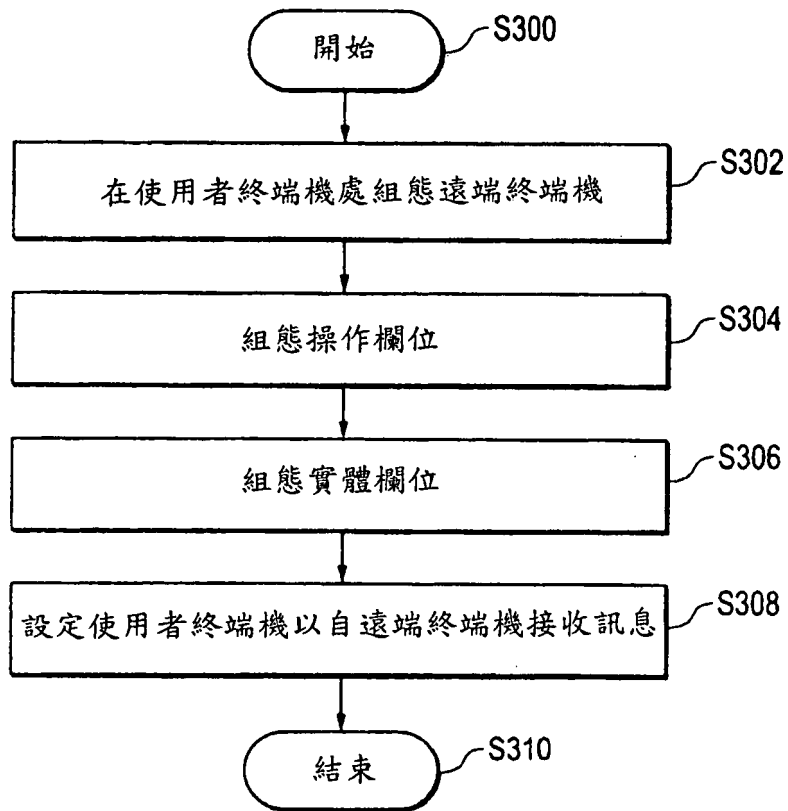 開始
S300
在使用者終端機處組態遠端終端機
S302
組態操作欄位
S304
組態實體欄位
S306
設定使用者終端機以自遠端終端機接收訊息
S308
結束
S310